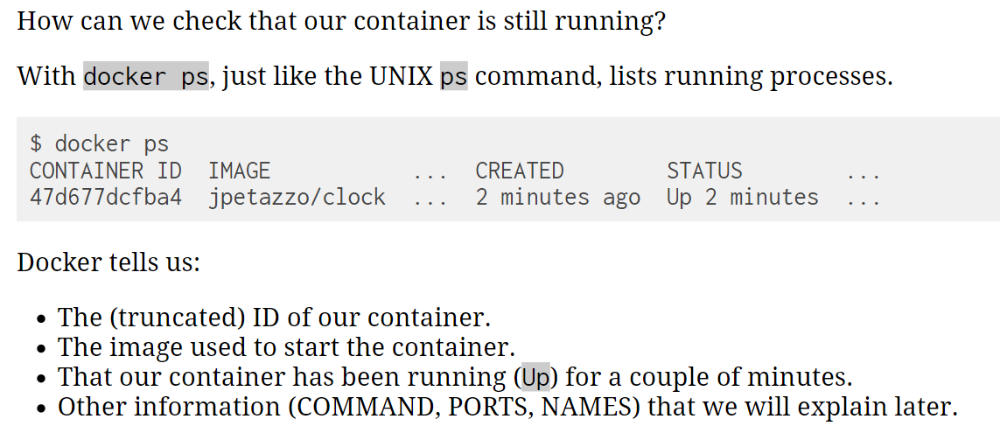 How can we check that our container is still running?
With docker ps, just like the UNIX ps command, lists running processes.
$ docker ps
CONTAINER ID  IMAGE           ...  CREATED        STATUS        ...
47d677dcfba4  jpetazzo/clock  ...  2 minutes ago  Up 2 minutes  ...
Docker tells us:
• The (truncated) ID of our container.
• The image used to start the container.
• That our container has been running (Up) for a couple of minutes.
• Other information (COMMAND, PORTS, NAMES) that we will explain later.